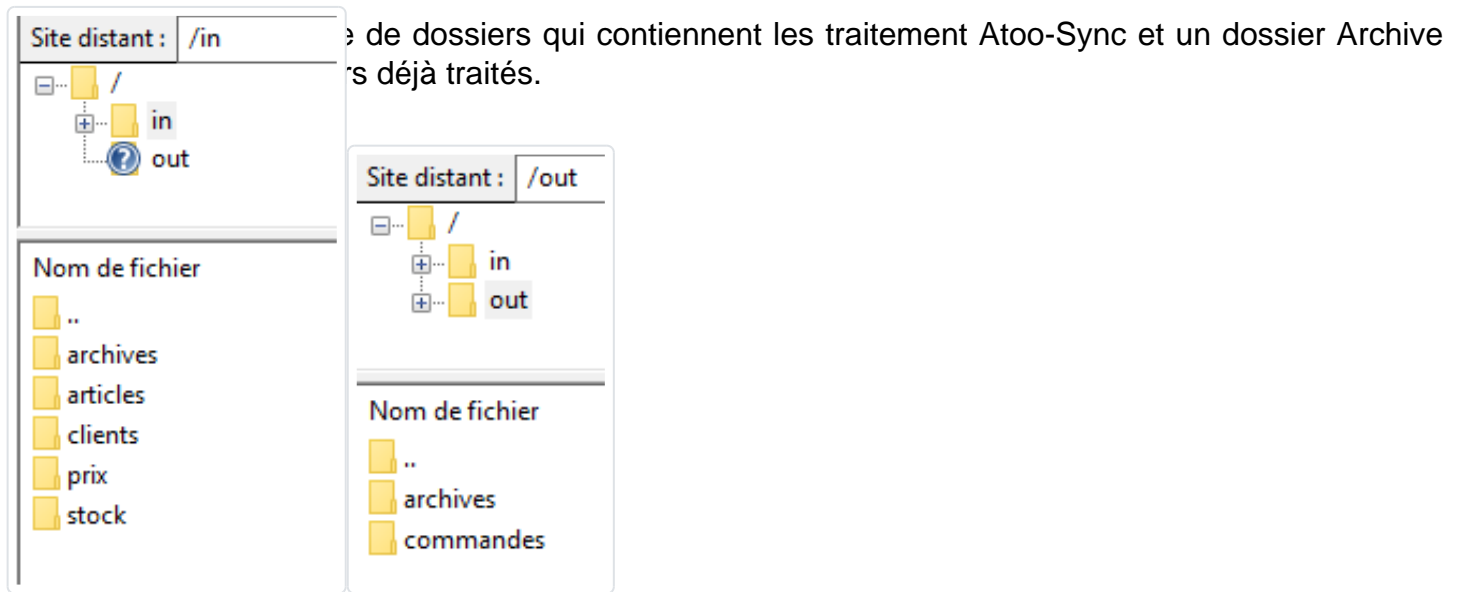 e de dossiers qui contiennent les traitement Atoo-Sync et un dossier Archive
rs déjà traités.
Site distant : /in
/
in
out
Nom de fichier
..
archives
articles
clients
prix
stock
Site distant : /out
/
in
out
Nom de fichier
..
archives
commandes